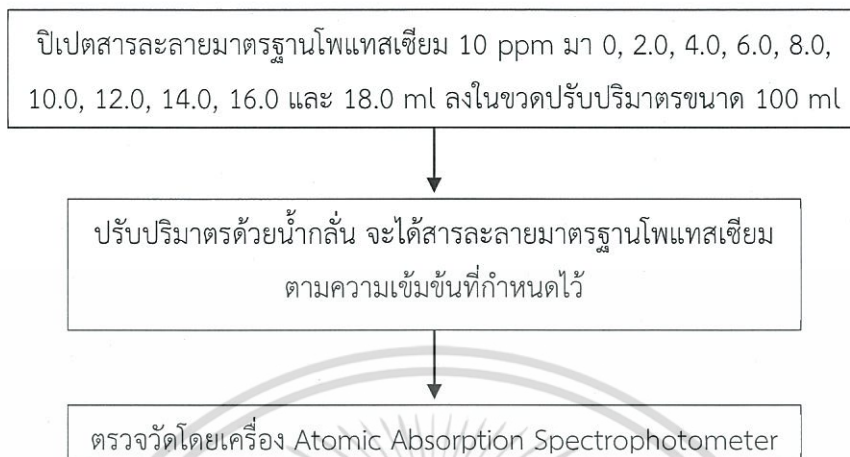 ปิเปตสารละลายมาตรฐานโพแทสเซียม 10 ppm มา 0, 2.0, 4.0, 6.0, 8.0,
10.0, 12.0, 14.0, 16.0 และ 18.0 ml ลงในขวดปรับปริมาตรขนาด 100 ml
ปรับปริมาตรด้วยน้ำกลั่น จะได้สารละลายมาตรฐานโพแทสเซียม
ตามความเข้มข้นที่กำหนดไว้
ตรวจวัดโดยเครื่อง Atomic Absorption Spectrophotometer